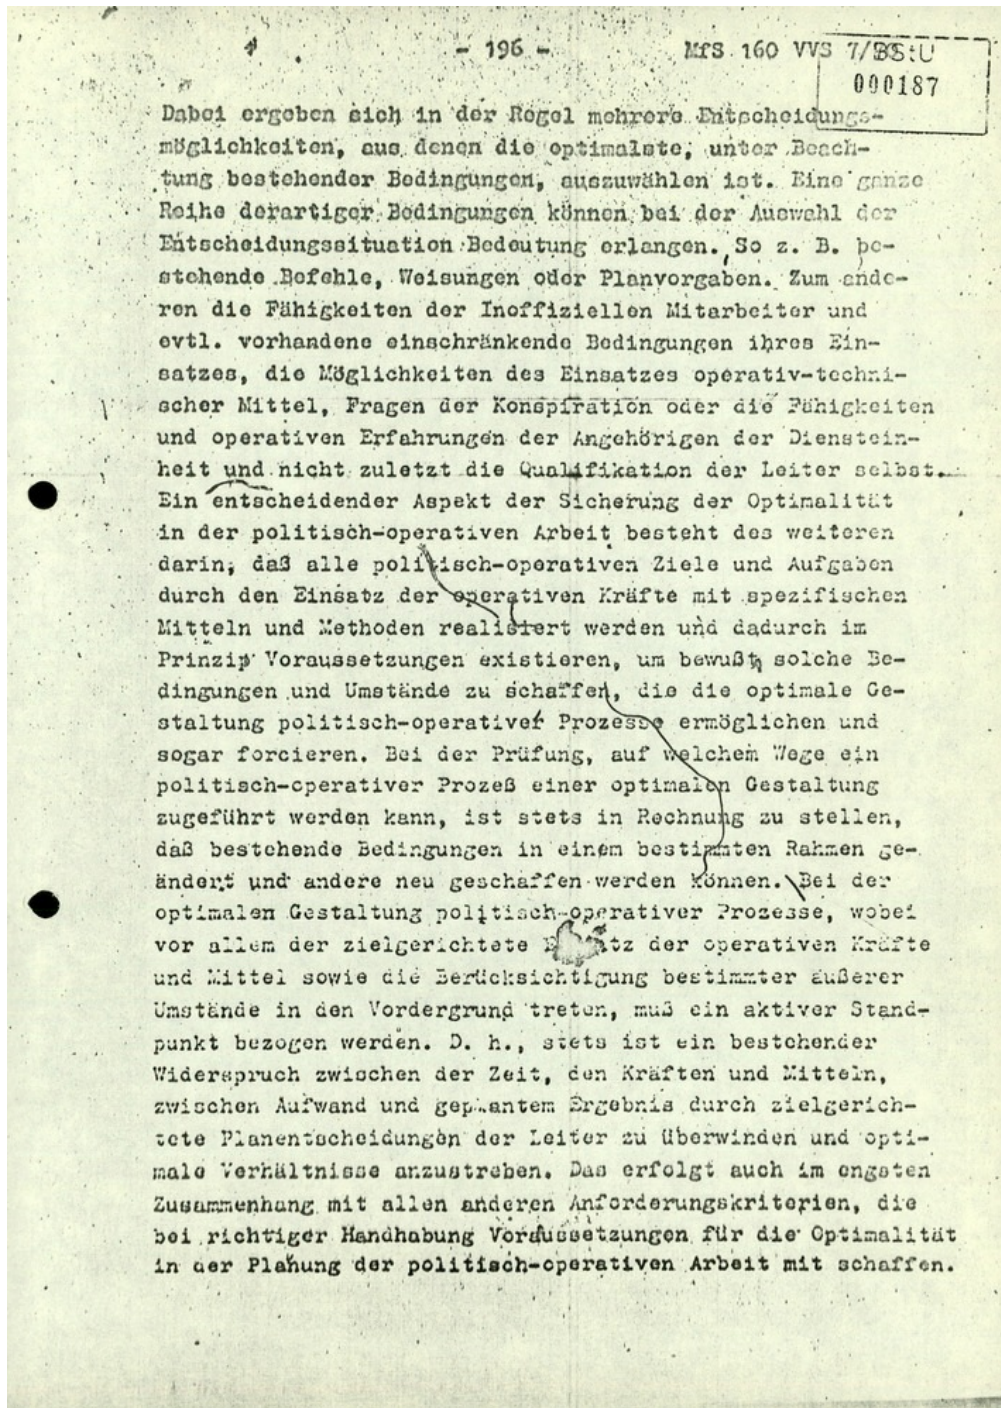 - 196 -
MfS 160 VVS 7/
BStU
000187
Dabei ergeben sich in der Regel mehrere Entscheidungs-
möglichkeiten, aus denen die optimalste, unter Beach-
tung bestehender Bedingungen, auszuwählen ist. Eine ganze
Reihe derartiger Bedingungen können bei der Auswahl der
Entscheidungssituation Bedeutung erlangen. So z. B. be-
stehende Befehle, Weisungen oder Planvorgaben. Zum ande-
ren die Fähigkeiten der Inoffiziellen Mitarbeiter und
evtl. vorhandene einschränkende Bedingungen ihres Ein-
satzes, die Möglichkeiten des Einsatzes operativ-techni-
scher Mittel, Fragen der Konspiration oder die Fähigkeiten
und operativen Erfahrungen der Angehörigen der Dienstein-
heit und nicht zuletzt die Qualifikation der Leiter selbst.
Ein entscheidender Aspekt der Sicherung der Optimalität
in der politisch-operativen Arbeit besteht des weiteren
darin, daß alle politisch-operativen Ziele und Aufgaben
durch den Einsatz der operativen Kräfte mit spezifischen
Mitteln und Methoden realisiert werden und dadurch im
Prinzip Voraussetzungen existieren, um bewußt solche Be-
dingungen und Umstände zu schaffen, die die optimale Ge-
staltung politisch-operativer Prozesse ermöglichen und
sogar forcieren. Bei der Prüfung, auf welchem Wege ein
politisch-operativer Prozeß einer optimalen Gestaltung
zugeführt werden kann, ist stets in Rechnung zu stellen,
daß bestehende Bedingungen in einem bestimmten Rahmen ge-
ändert und andere neu geschaffen werden können. Bei der
optimalen Gestaltung politisch-operativer Prozesse, wobei
vor allem der zielgerichtete Einsatz der operativen Kräfte
und Mittel sowie die Berücksichtigung bestimmter äußerer
Umstände in den Vordergrund treten, muß ein aktiver Stand-
punkt bezogen werden. D. h., stets ist ein bestehender
Widerspruch zwischen der Zeit, den Kräften und Mitteln,
zwischen Aufwand und geplantem Ergebnis durch zielgerich-
tete Planentscheidungen der Leiter zu überwinden und opti-
male Verhältnisse anzustreben. Das erfolgt auch im engsten
Zusammenhang mit allen anderen Anforderungskriterien, die
bei richtiger Handhabung Voraussetzungen für die Optimalität
in der Planung der politisch-operativen Arbeit mit schaffen.